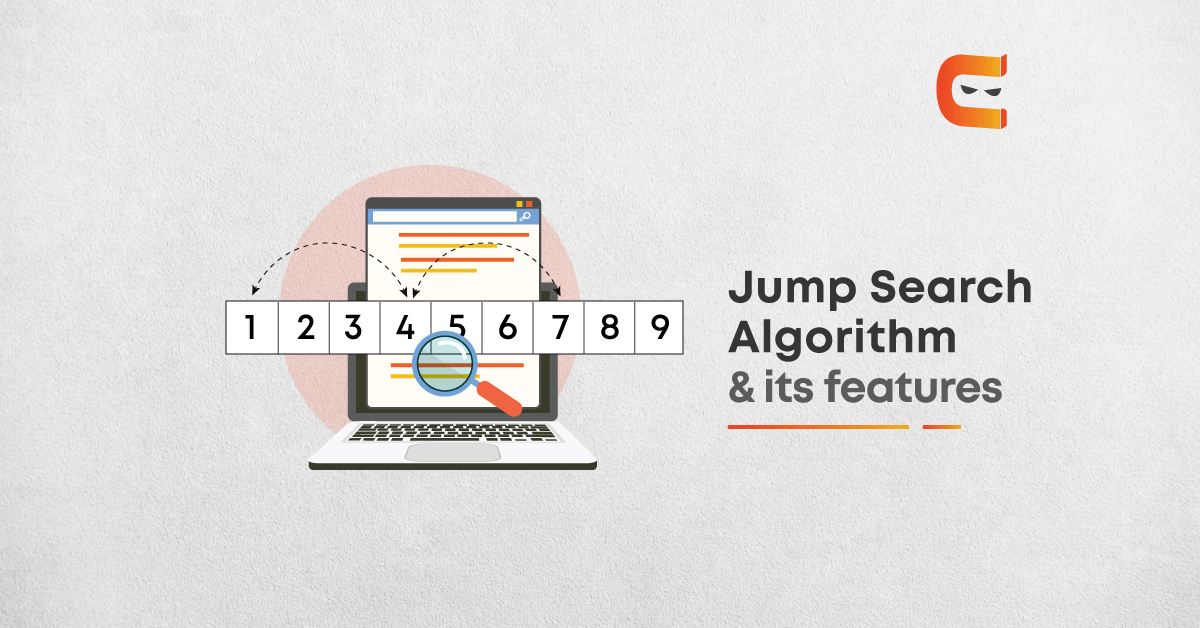 1 2 3 4 5 6 7 8 9
Jump Search
Algorithm
& its features